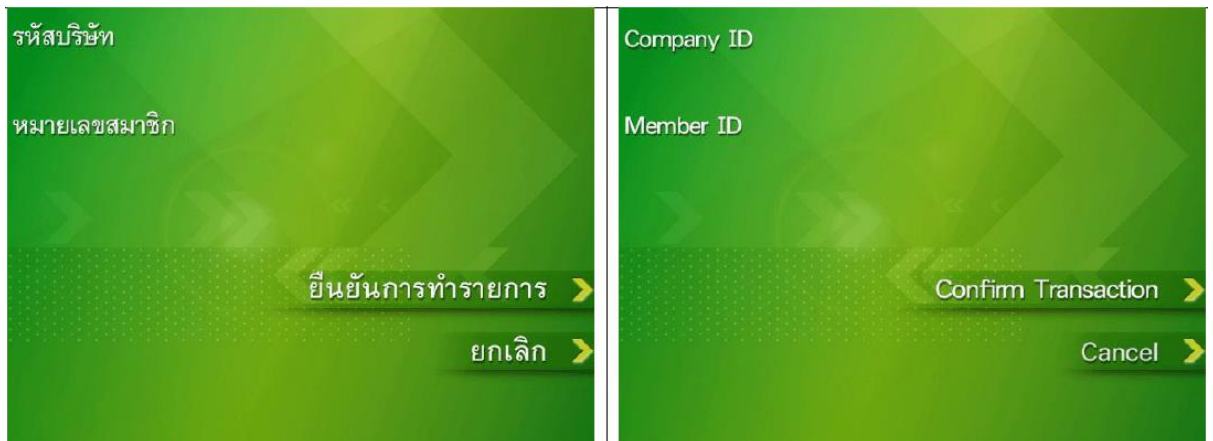 รหัสบริษัท
หมายเลขสมาชิก
ยืนยันการทำรายการ
ยกเลิก
Company ID
Member ID
Confirm Transaction
Cancel